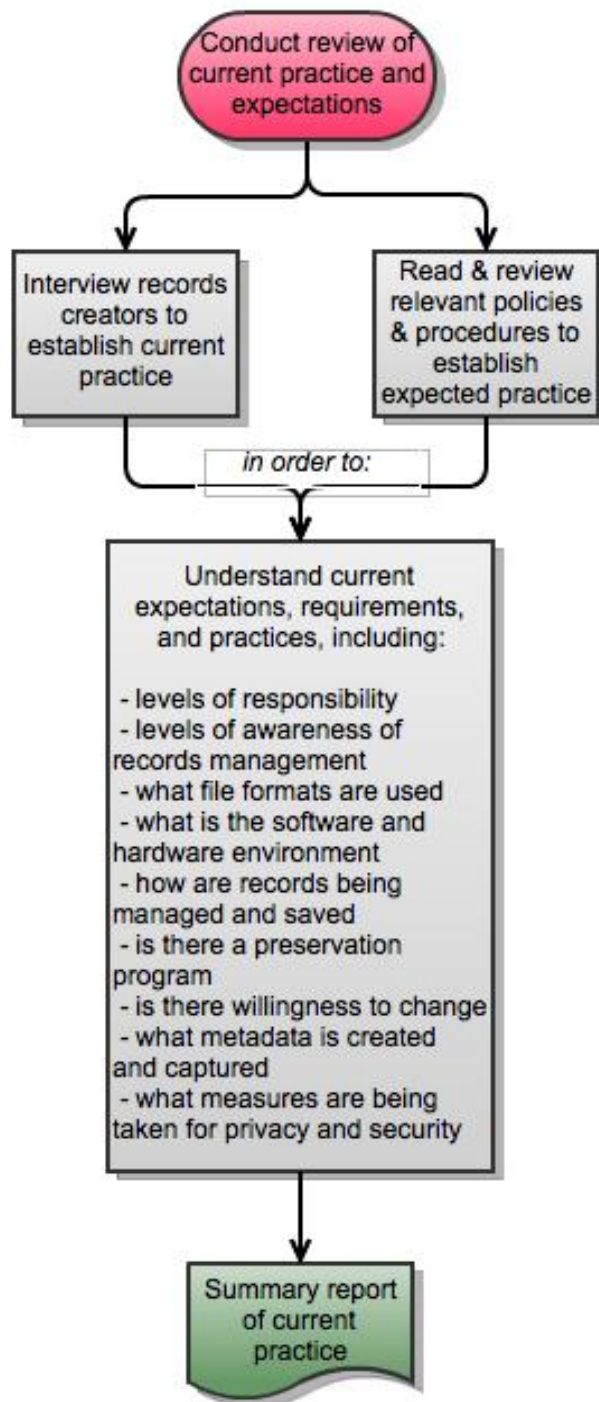 Conduct review of
current practice and
expectations
Interview records
creators to
establish current
practice
Read & review
relevant policies
& procedures to
establish
expected practice
in order to:
Understand current
expectations, requirements,
and practices, including:
- levels of responsibility
- levels of awareness of
records management
- what file formats are used
- what is the software and
hardware environment
- how are records being
managed and saved
- is there a preservation
program
- is there willingness to change
- what metadata is created
and captured
- what measures are being
taken for privacy and security
Summary report
of current
practice